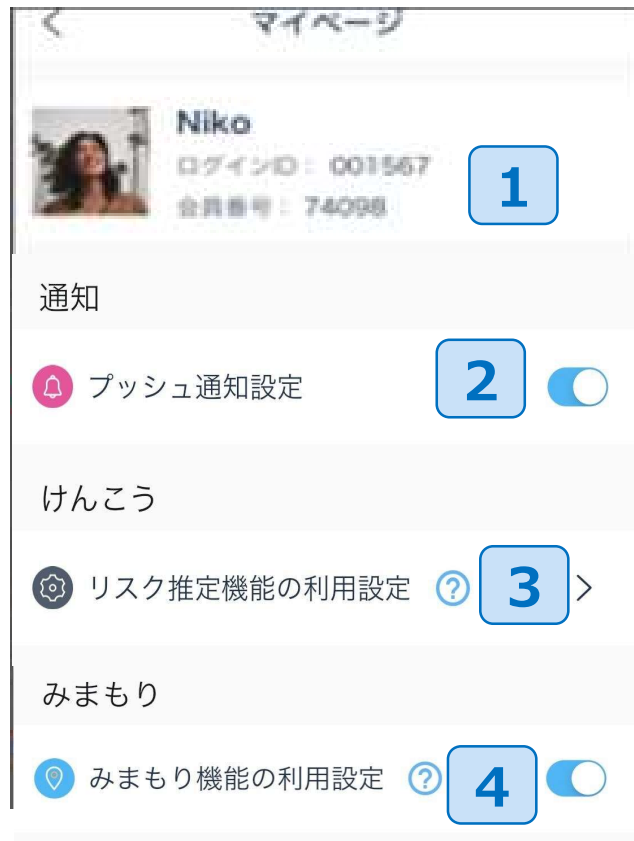 マイページ
Niko
ログインID： 001567
会員番号： 74098
1
通知
プッシュ通知設定
2
けんこう
リスク推定機能の利用設定 ?
3
みまもり
みまもり機能の利用設定 ?
4